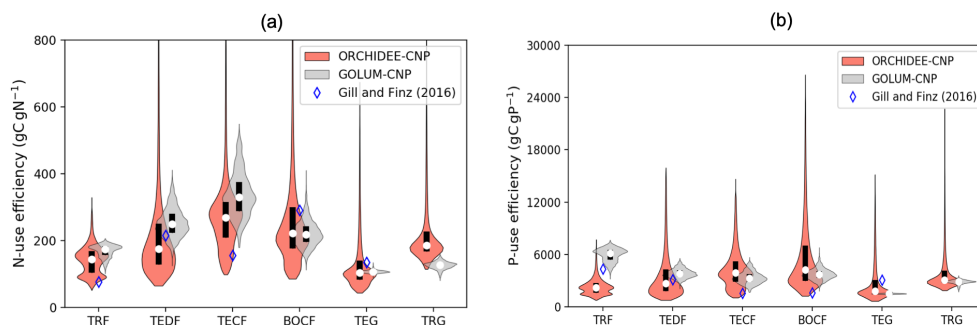 (a)
800
600
400
200
0
N-use efficiency (gC gN⁻¹)
ORCHIDEE-CNP
GOLUM-CNP
Gill and Finz (2016)
TRF TEDF TECF BOCF TEG TRG
(b)
30000
24000
18000
12000
6000
0
P-use efficiency (gC gP⁻¹)
ORCHIDEE-CNP
GOLUM-CNP
Gill and Finz (2016)
TRF TEDF TECF BOCF TEG TRG